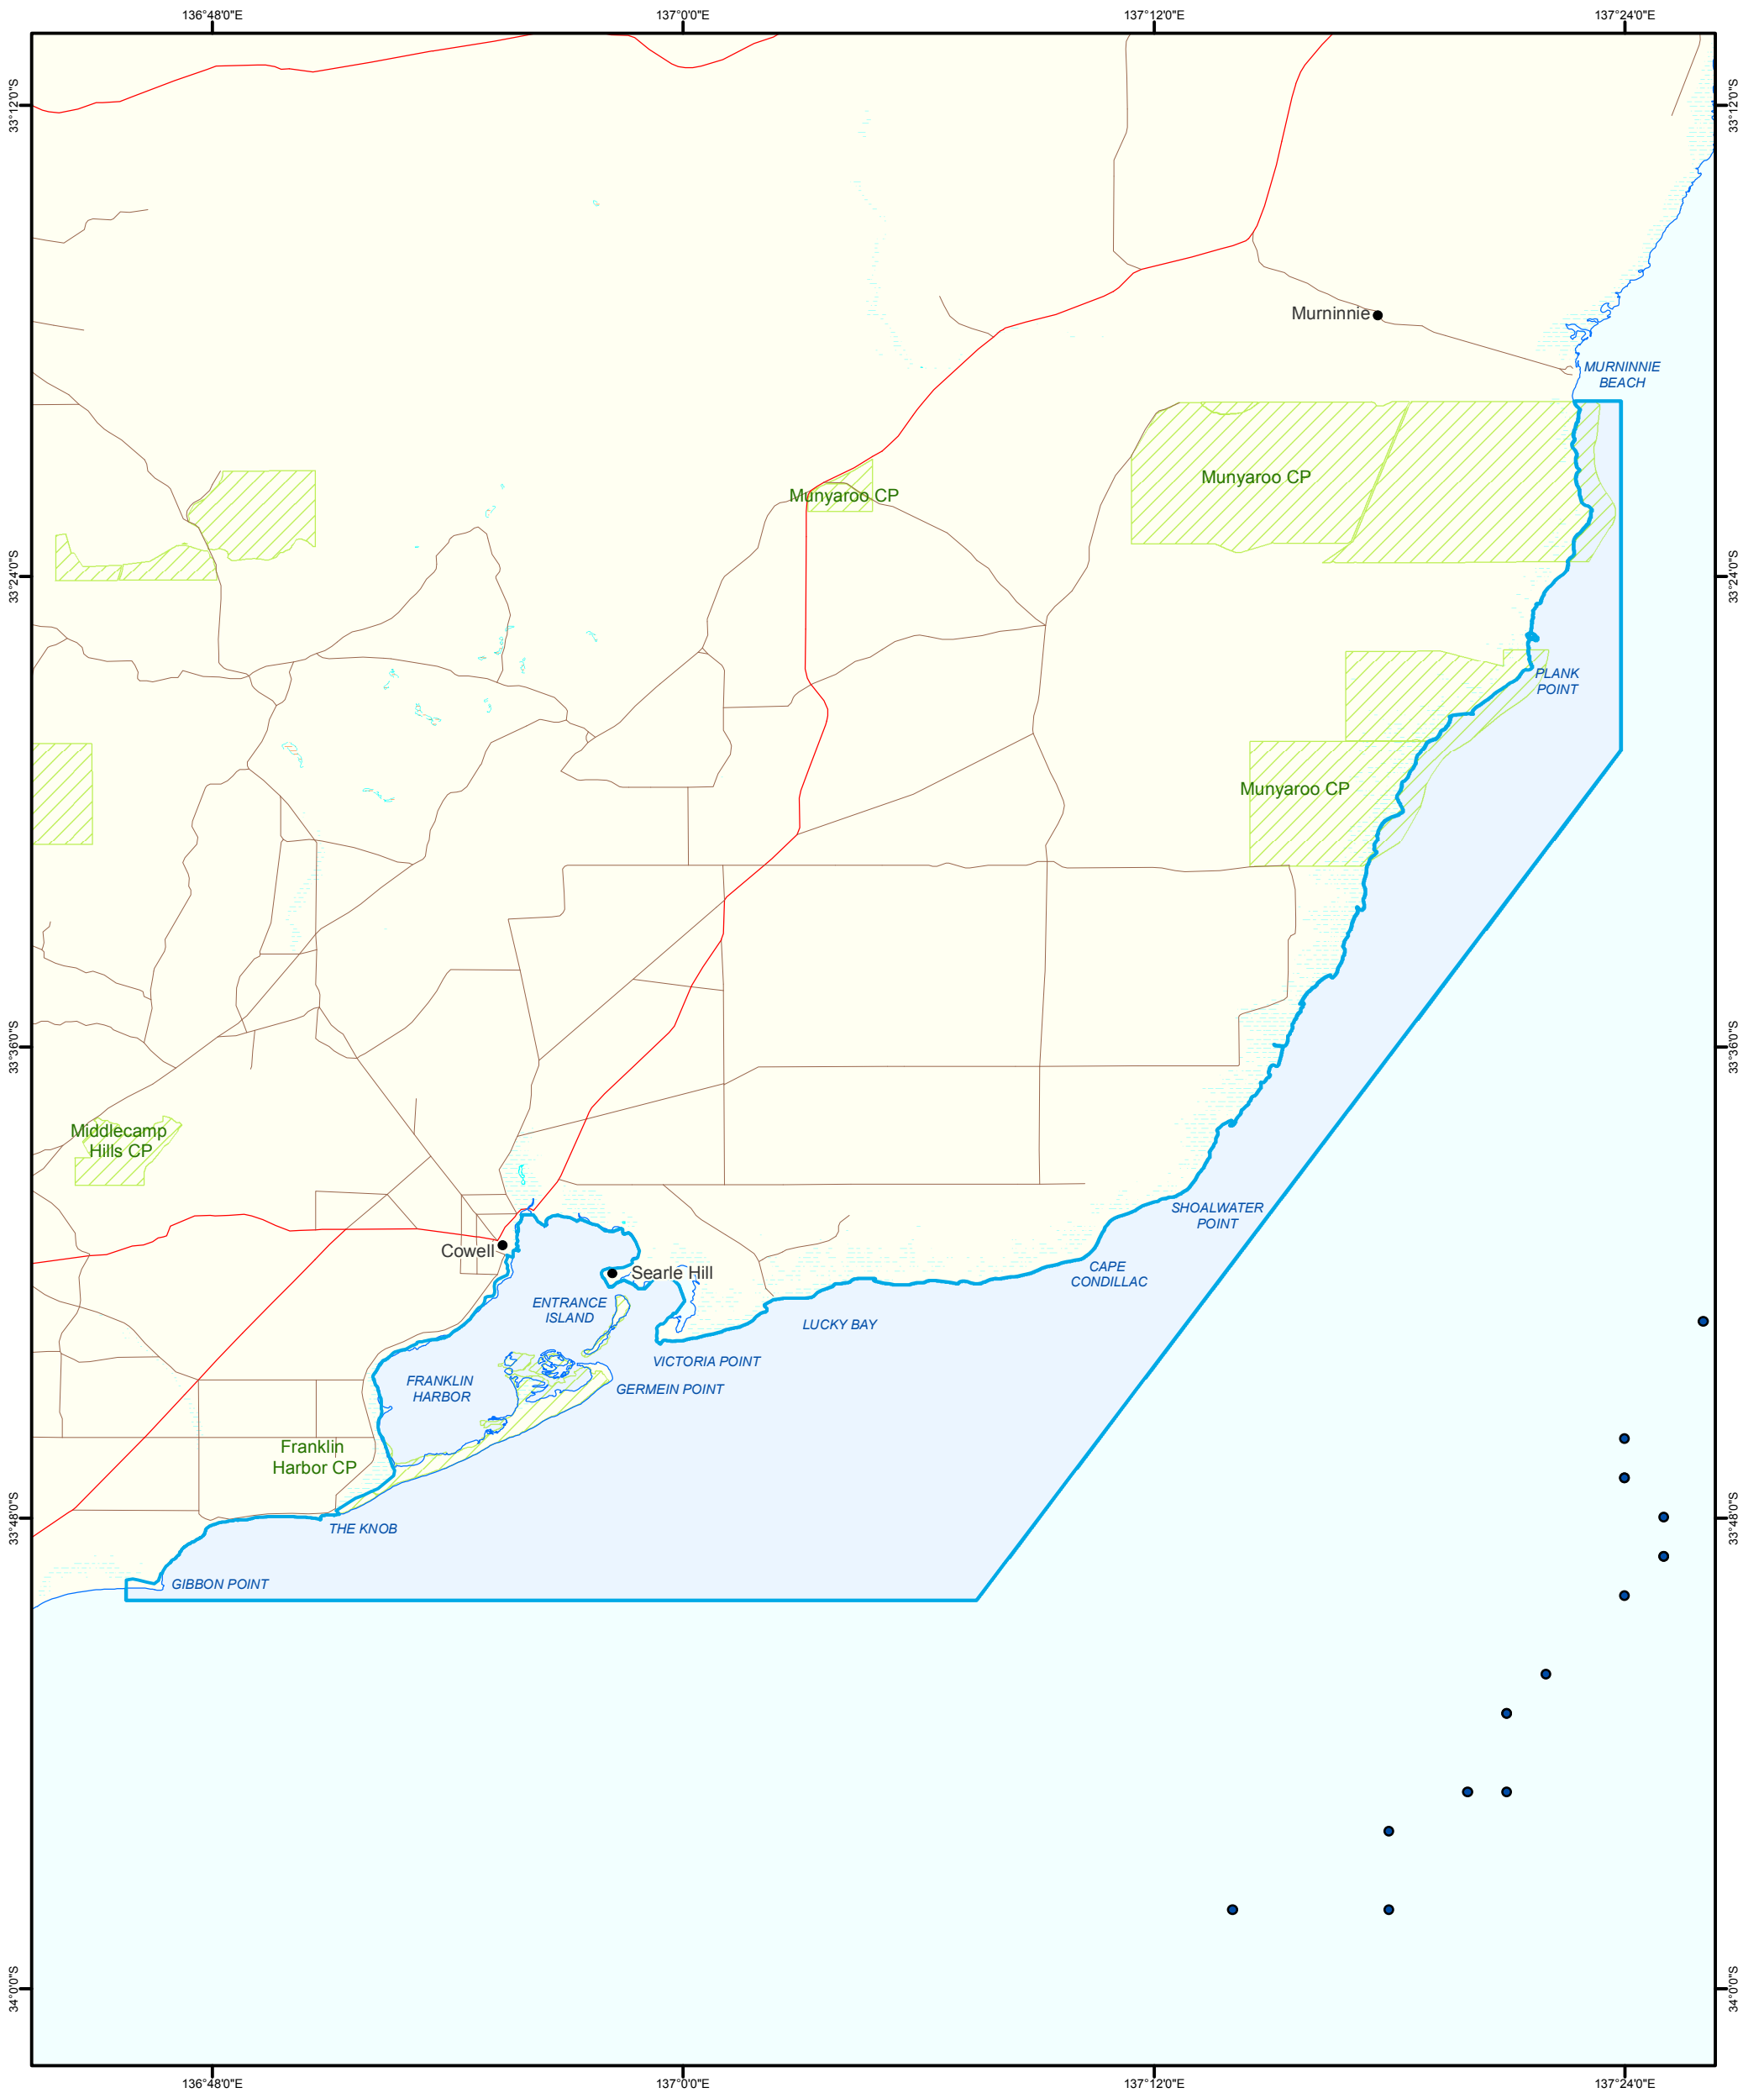 136°48'0"E
137°0'0"E
137°12'0"E
137°24'0"E
33°12'0"S
33°12'0"S
Murninnie
MURNINNIE
BEACH
Munyaroo CP
Munyaroo CP
33°24'0"S
33°24'0"S
PLANK
POINT
Munyaroo CP
33°36'0"S
33°36'0"S
Middlecamp
Hills CP
SHOALWATER
POINT
Cowell
Searle Hill
CAPE
CONDILLAC
ENTRANCE
ISLAND
LUCKY BAY
VICTORIA POINT
FRANKLIN
HARBOR
GERMEIN POINT
Franklin
Harbor CP
33°48'0"S
33°48'0"S
THE KNOB
GIBBON POINT
34°0'0"S
34°0'0"S
136°48'0"E
137°0'0"E
137°12'0"E
137°24'0"E